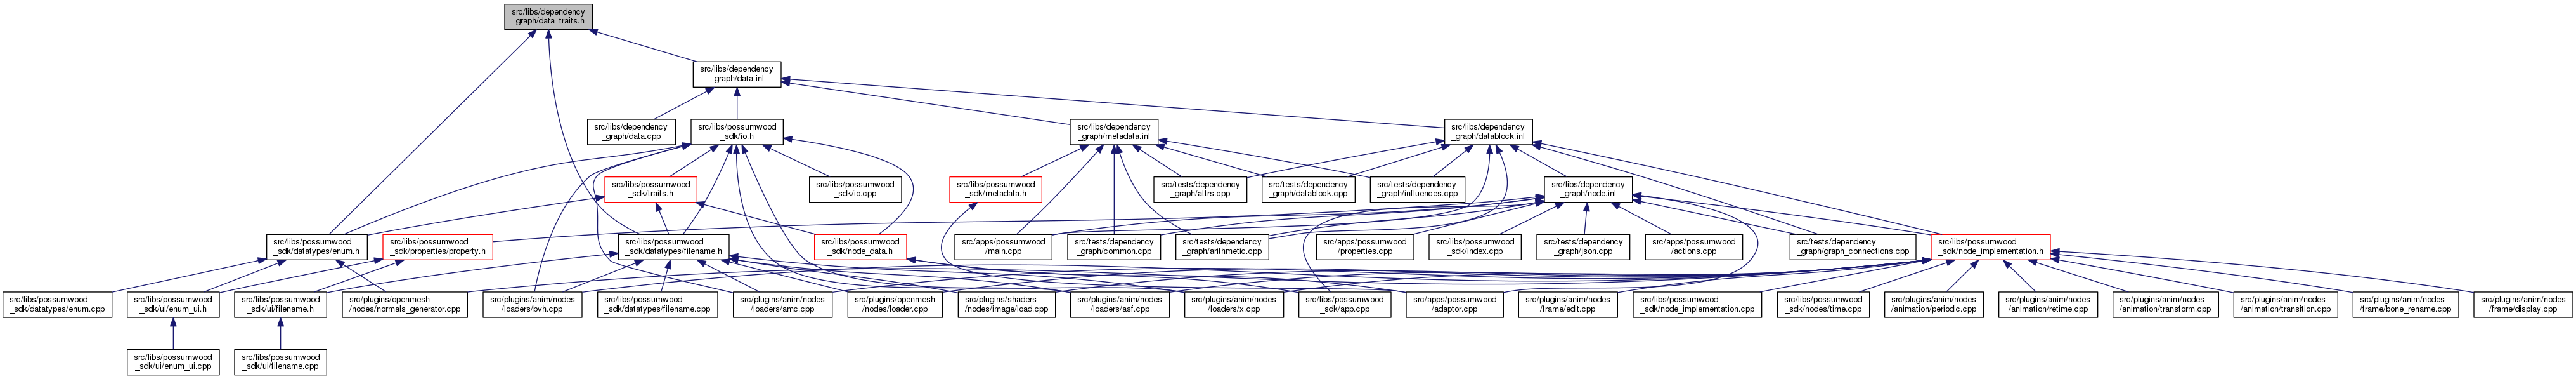 src/libs/dependency
_graph/data_traits.h
src/libs/dependency
_graph/data.inl
src/libs/dependency
_graph/data.cpp
src/libs/possumwood
_sdk/io.h
src/libs/dependency
_graph/metadata.inl
src/libs/dependency
_graph/datablock.inl
src/libs/possumwood
_sdk/traits.h
src/libs/possumwood
_sdk/io.cpp
src/libs/possumwood
_sdk/metadata.h
src/tests/dependency
_graph/attrs.cpp
src/tests/dependency
_graph/datablock.cpp
src/tests/dependency
_graph/influences.cpp
src/libs/dependency
_graph/node.inl
src/libs/possumwood
_sdk/datatypes/enum.h
src/libs/possumwood
_sdk/properties/property.h
src/libs/possumwood
_sdk/datatypes/filename.h
src/libs/possumwood
_sdk/node_data.h
src/apps/possumwood
/main.cpp
src/tests/dependency
_graph/common.cpp
src/tests/dependency
_graph/arithmetic.cpp
src/apps/possumwood
/properties.cpp
src/libs/possumwood
_sdk/index.cpp
src/tests/dependency
_graph/json.cpp
src/apps/possumwood
/actions.cpp
src/tests/dependency
_graph/graph_connections.cpp
src/libs/possumwood
_sdk/node_implementation.h
src/libs/possumwood
_sdk/datatypes/enum.cpp
src/libs/possumwood
_sdk/ui/enum_ui.h
src/libs/possumwood
_sdk/ui/filename.h
src/plugins/openmesh
/nodes/normals_generator.cpp
src/plugins/anim/nodes
/loaders/bvh.cpp
src/libs/possumwood
_sdk/datatypes/filename.cpp
src/plugins/anim/nodes
/loaders/amc.cpp
src/plugins/openmesh
/nodes/loader.cpp
src/plugins/shaders
/nodes/image/load.cpp
src/plugins/anim/nodes
/loaders/asf.cpp
src/plugins/anim/nodes
/loaders/x.cpp
src/libs/possumwood
_sdk/app.cpp
src/apps/possumwood
/adaptor.cpp
src/plugins/anim/nodes
/frame/edit.cpp
src/libs/possumwood
_sdk/node_implementation.cpp
src/libs/possumwood
_sdk/nodes/time.cpp
src/plugins/anim/nodes
/animation/periodic.cpp
src/plugins/anim/nodes
/animation/retime.cpp
src/plugins/anim/nodes
/animation/transform.cpp
src/plugins/anim/nodes
/animation/transition.cpp
src/plugins/anim/nodes
/frame/bone_rename.cpp
src/plugins/anim/nodes
/frame/display.cpp
src/libs/possumwood
_sdk/ui/enum_ui.cpp
src/libs/possumwood
_sdk/ui/filename.cpp